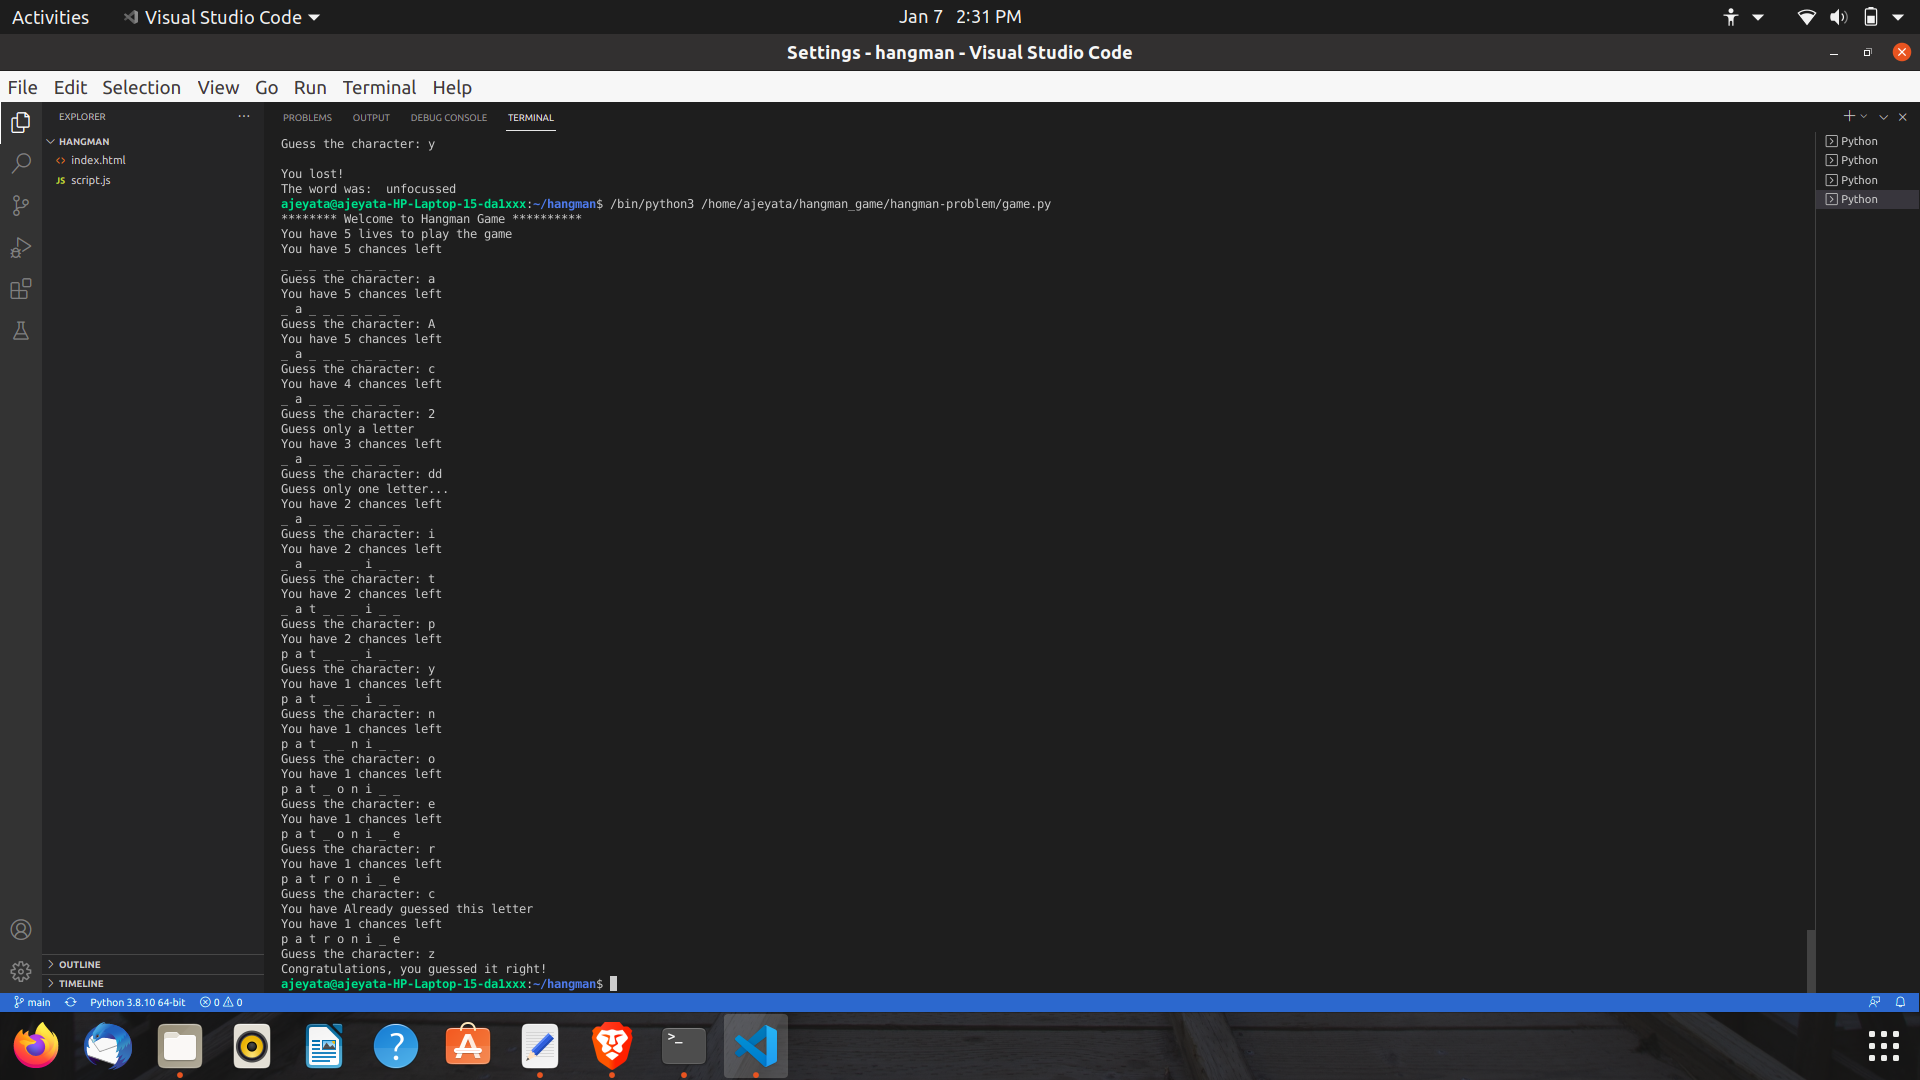 Activities
Visual Studio Code
Jan 7 2:31 PM
Settings - hangman - Visual Studio Code
File Edit Selection View Go Run Terminal Help
EXPLORER
HANGMAN
<> index.html
JS script.js
OUTLINE
TIMELINE
PROBLEMS OUTPUT DEBUG CONSOLE TERMINAL
Guess the character: y

You lost!
The word was:  unfocussed
ajeyata@ajeyata-HP-Laptop-15-da1xxx:~/hangman$ /bin/python3 /home/ajeyata/hangman_game/hangman-problem/game.py
******** Welcome to Hangman Game **********
You have 5 lives to play the game
You have 5 chances left
_ _ _ _ _ _ _ _ _
Guess the character: a
You have 5 chances left
_ a _ _ _ _ _ _ _
Guess the character: A
You have 5 chances left
_ a _ _ _ _ _ _ _
Guess the character: c
You have 4 chances left
_ a _ _ _ _ _ _ _
Guess the character: 2
Guess only a letter
You have 3 chances left
_ a _ _ _ _ _ _ _
Guess the character: dd
Guess only one letter...
You have 2 chances left
_ a _ _ _ _ _ _ _
Guess the character: i
You have 2 chances left
_ a _ _ _ _ i _ _
Guess the character: t
You have 2 chances left
_ a t _ _ _ i _ _
Guess the character: p
You have 2 chances left
p a t _ _ _ i _ _
Guess the character: y
You have 1 chances left
p a t _ _ _ i _ _
Guess the character: n
You have 1 chances left
p a t _ _ n i _ _
Guess the character: o
You have 1 chances left
p a t _ o n i _ _
Guess the character: e
You have 1 chances left
p a t _ o n i _ e
Guess the character: r
You have 1 chances left
p a t r o n i _ e
Guess the character: c
You have Already guessed this letter
You have 1 chances left
p a t r o n i _ e
Guess the character: z
Congratulations, you guessed it right!
ajeyata@ajeyata-HP-Laptop-15-da1xxx:~/hangman$
Python
Python
Python
Python
main Python 3.8.10 64-bit 0 0